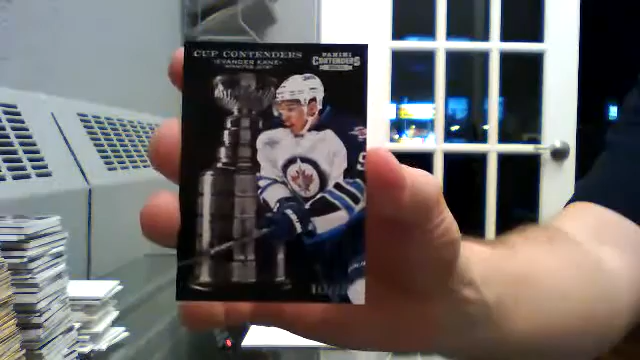 CUP CONTENDERS
EVANDER KANE
WINNIPEG JETS
PANINI
CONTENDERS